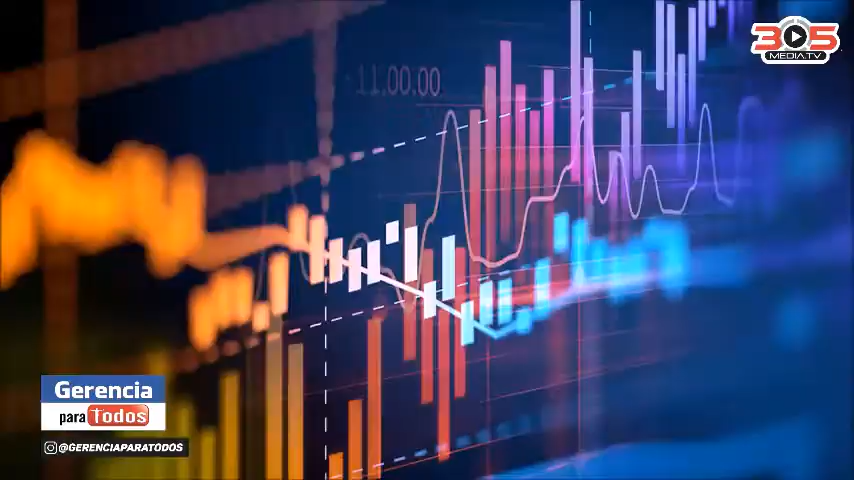 305
MEDIA.TV
11.00.00
Gerencia
para Todos
@GERENCIAPARATODOS